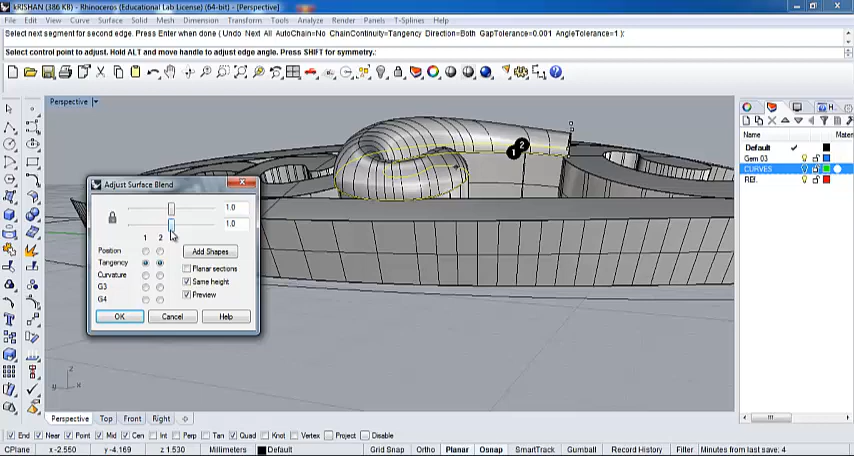 kRISHAN (386 KB) - Rhinoceros (Educational Lab License) (64-bit) - [Perspective]
File Edit View Curve Surface Solid Mesh Dimension Transform Tools Analyze Render Panels T-Splines Help
Select next segment for second edge. Press Enter when done ( Undo Next All AutoChain=No ChainContinuity=Tangency Direction=Both GapTolerance=0.001 AngleTolerance=1 ):
Select control point to adjust. Hold ALT and move handle to adjust edge angle. Press SHIFT for symmetry.:
Perspective
Name Mater
Default
Gem 03
CURVES
REF.
1 2
Adjust Surface Blend
1.0
1.0
1 2
Position
Add Shapes
Tangency
Planar sections
Curvature
Same height
G3
Preview
G4
OK Cancel Help
z
y x
Perspective Top Front Right
End Near Point Mid Cen Int Perp Tan Quad Knot Vertex Project Disable
CPlane x -2.550 y -4.169 z 1.530 Millimeters Default Grid Snap Ortho Planar Osnap SmartTrack Gumball Record History Filter Minutes from last save: 4